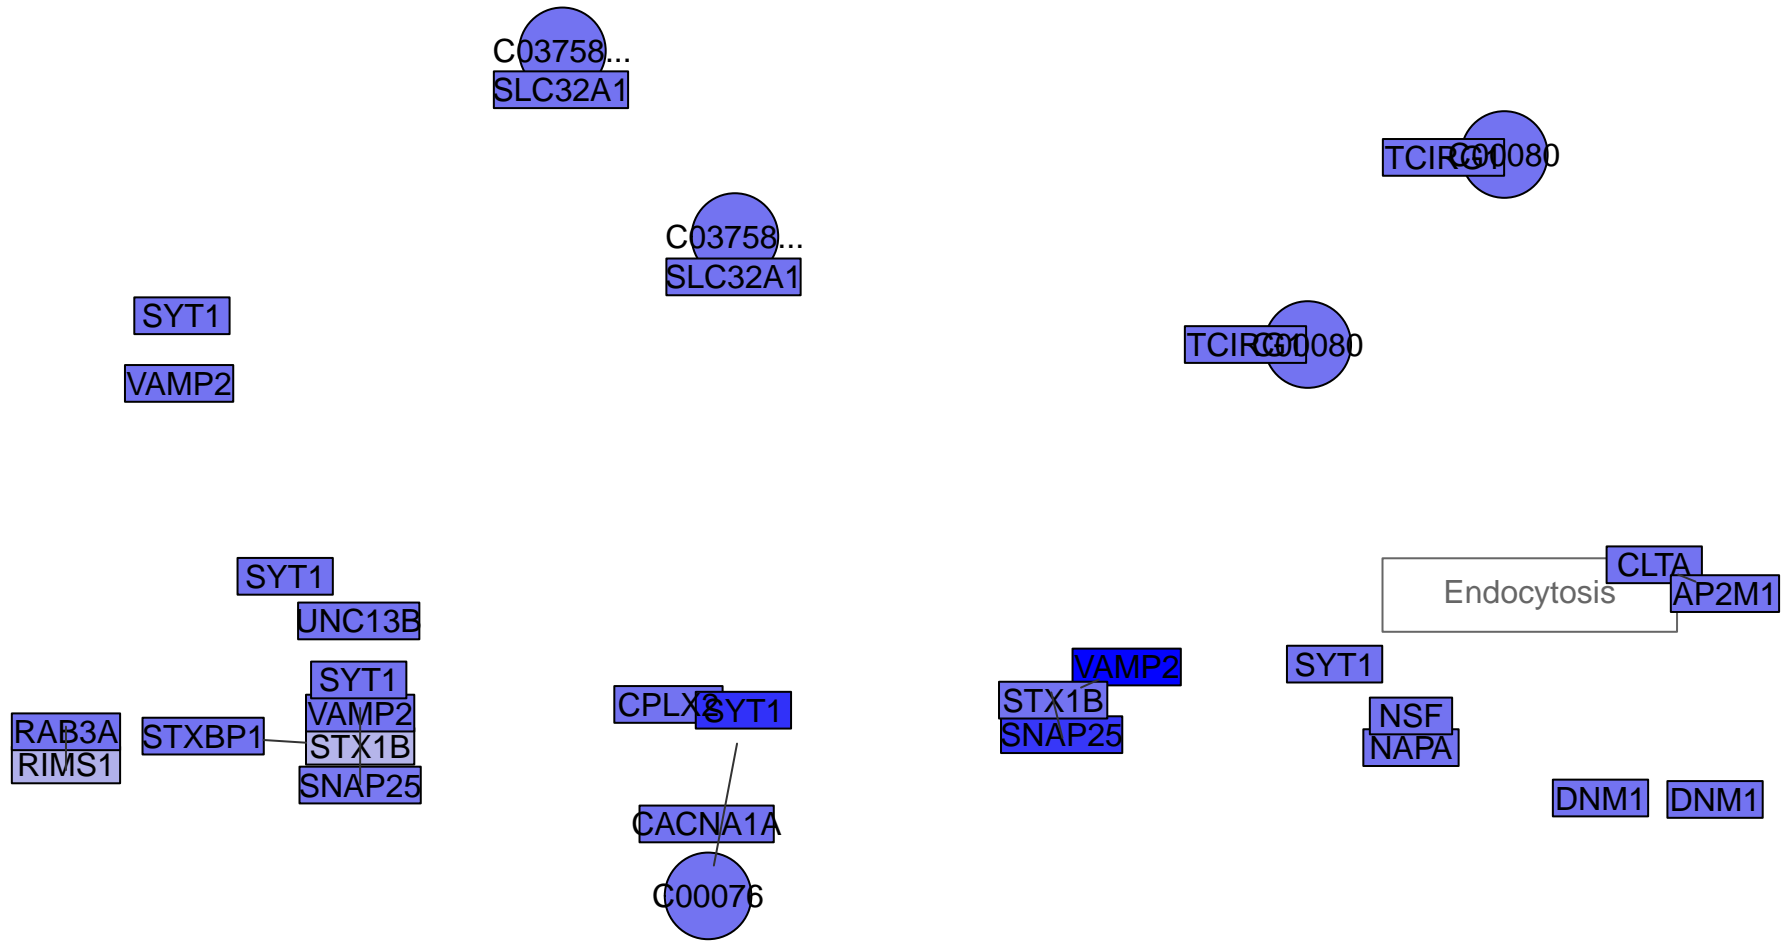 C03758...
SLC32A1
TCIRG1
C00080
C03758...
SLC32A1
SYT1
TCIRG1
C00080
VAMP2
SYT1
CLTA
Endocytosis
AP2M1
UNC13B
SYT1
VAMP2
SYT1
CPLX2
SYT1
STX1B
NSF
VAMP2
RAB3A
STXBP1
STX1B
SNAP25
NAPA
RIMS1
SNAP25
DNM1
DNM1
CACNA1A
C00076